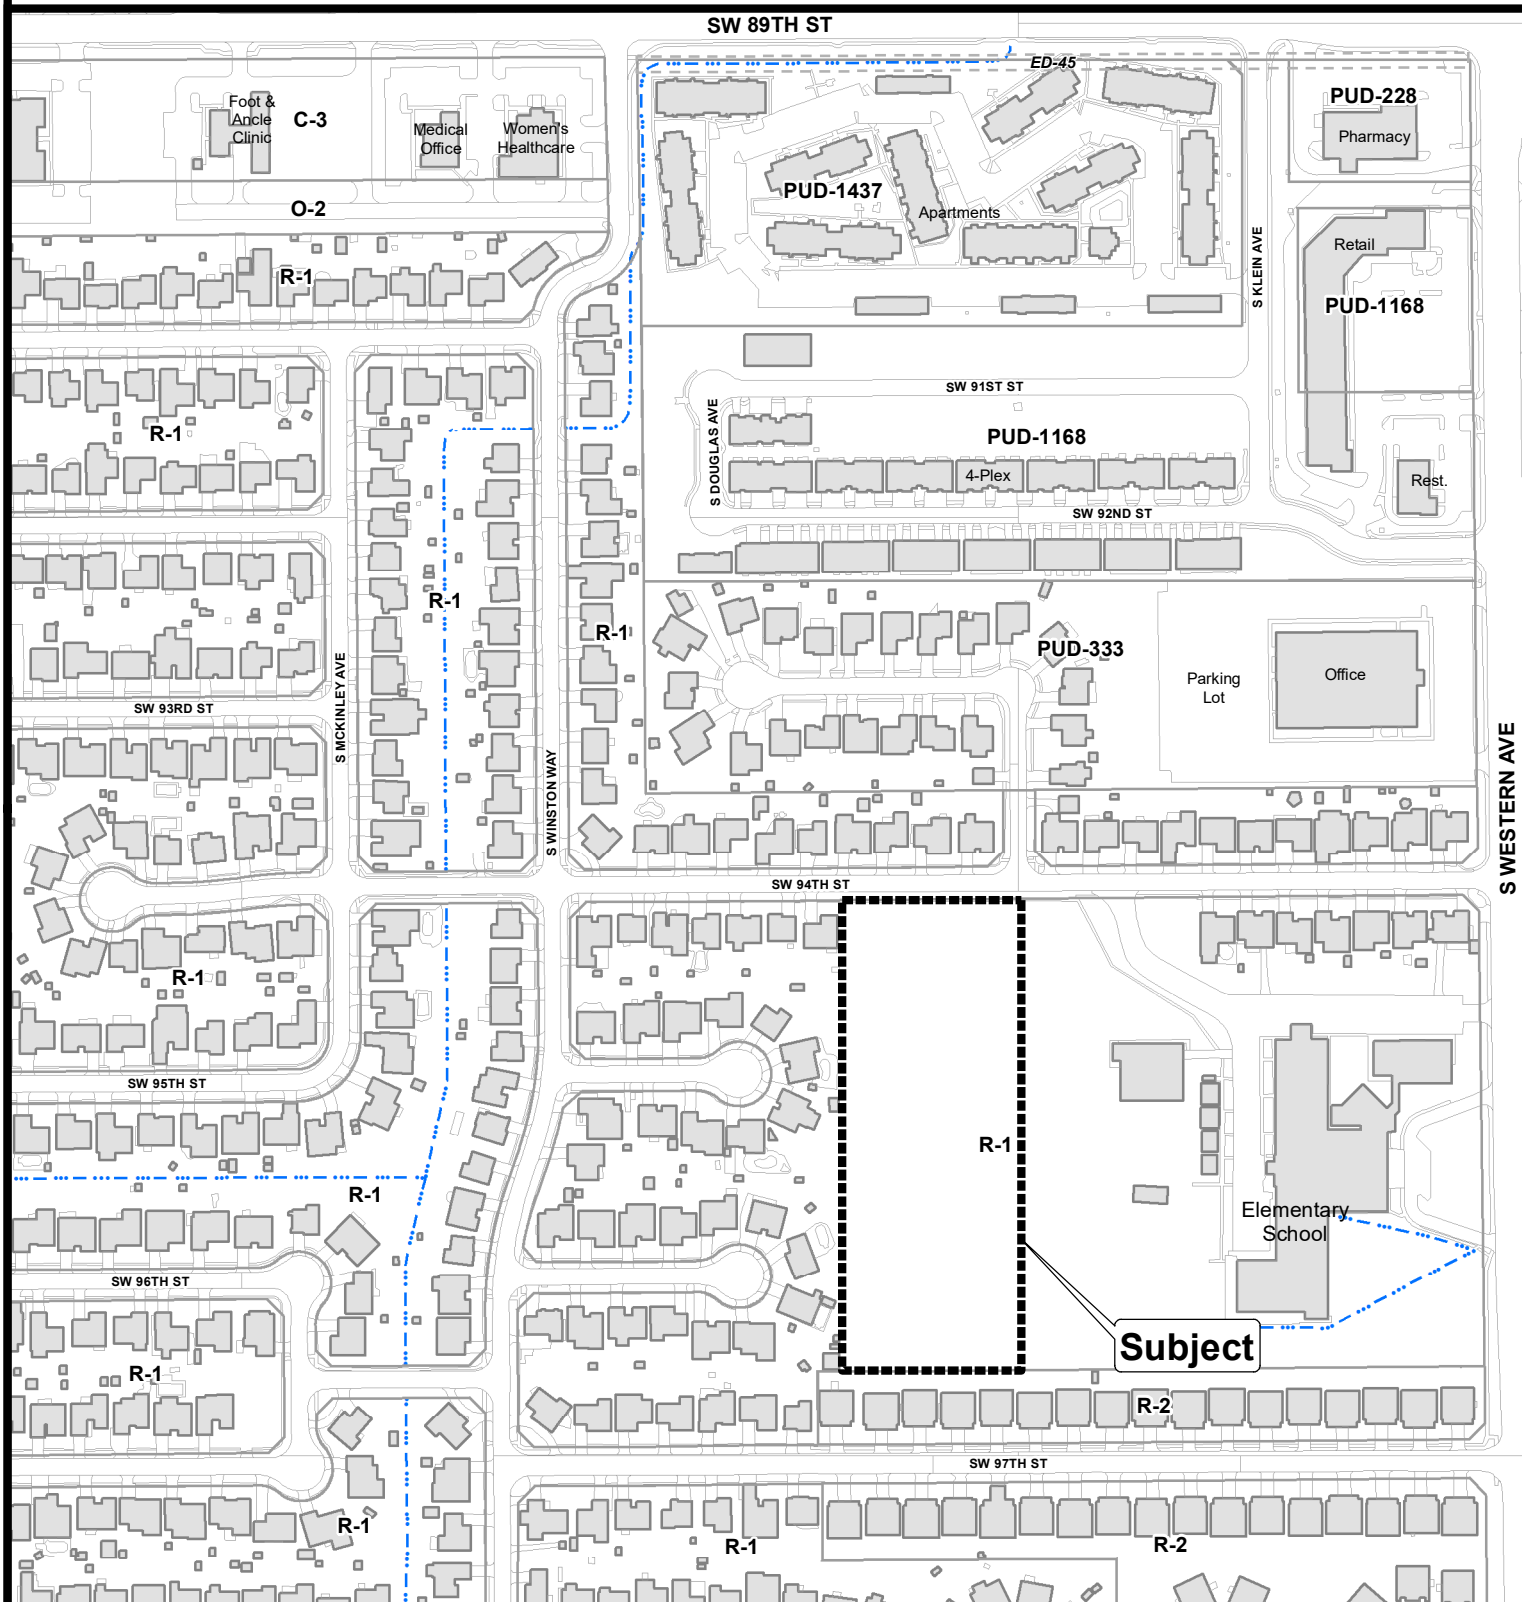 SW 89TH ST
ED-45
PUD-228
Pharmacy
Foot &
Ancle
Clinic
C-3
Medical
Office
Women's
Healthcare
PUD-1437
Apartments
O-2
Retail
PUD-1168
S KLEIN AVE
R-1
SW 91ST ST
S DOUGLAS AVE
PUD-1168
R-1
4-Plex
Rest.
SW 92ND ST
R-1
R-1
PUD-333
Parking
Lot
Office
S MCKINLEY AVE
SW 93RD ST
S WINSTON WAY
S WESTERN AVE
SW 94TH ST
R-1
SW 95TH ST
R-1
R-1
Elementary
School
SW 96TH ST
Subject
R-1
R-2
SW 97TH ST
R-1
R-1
R-2